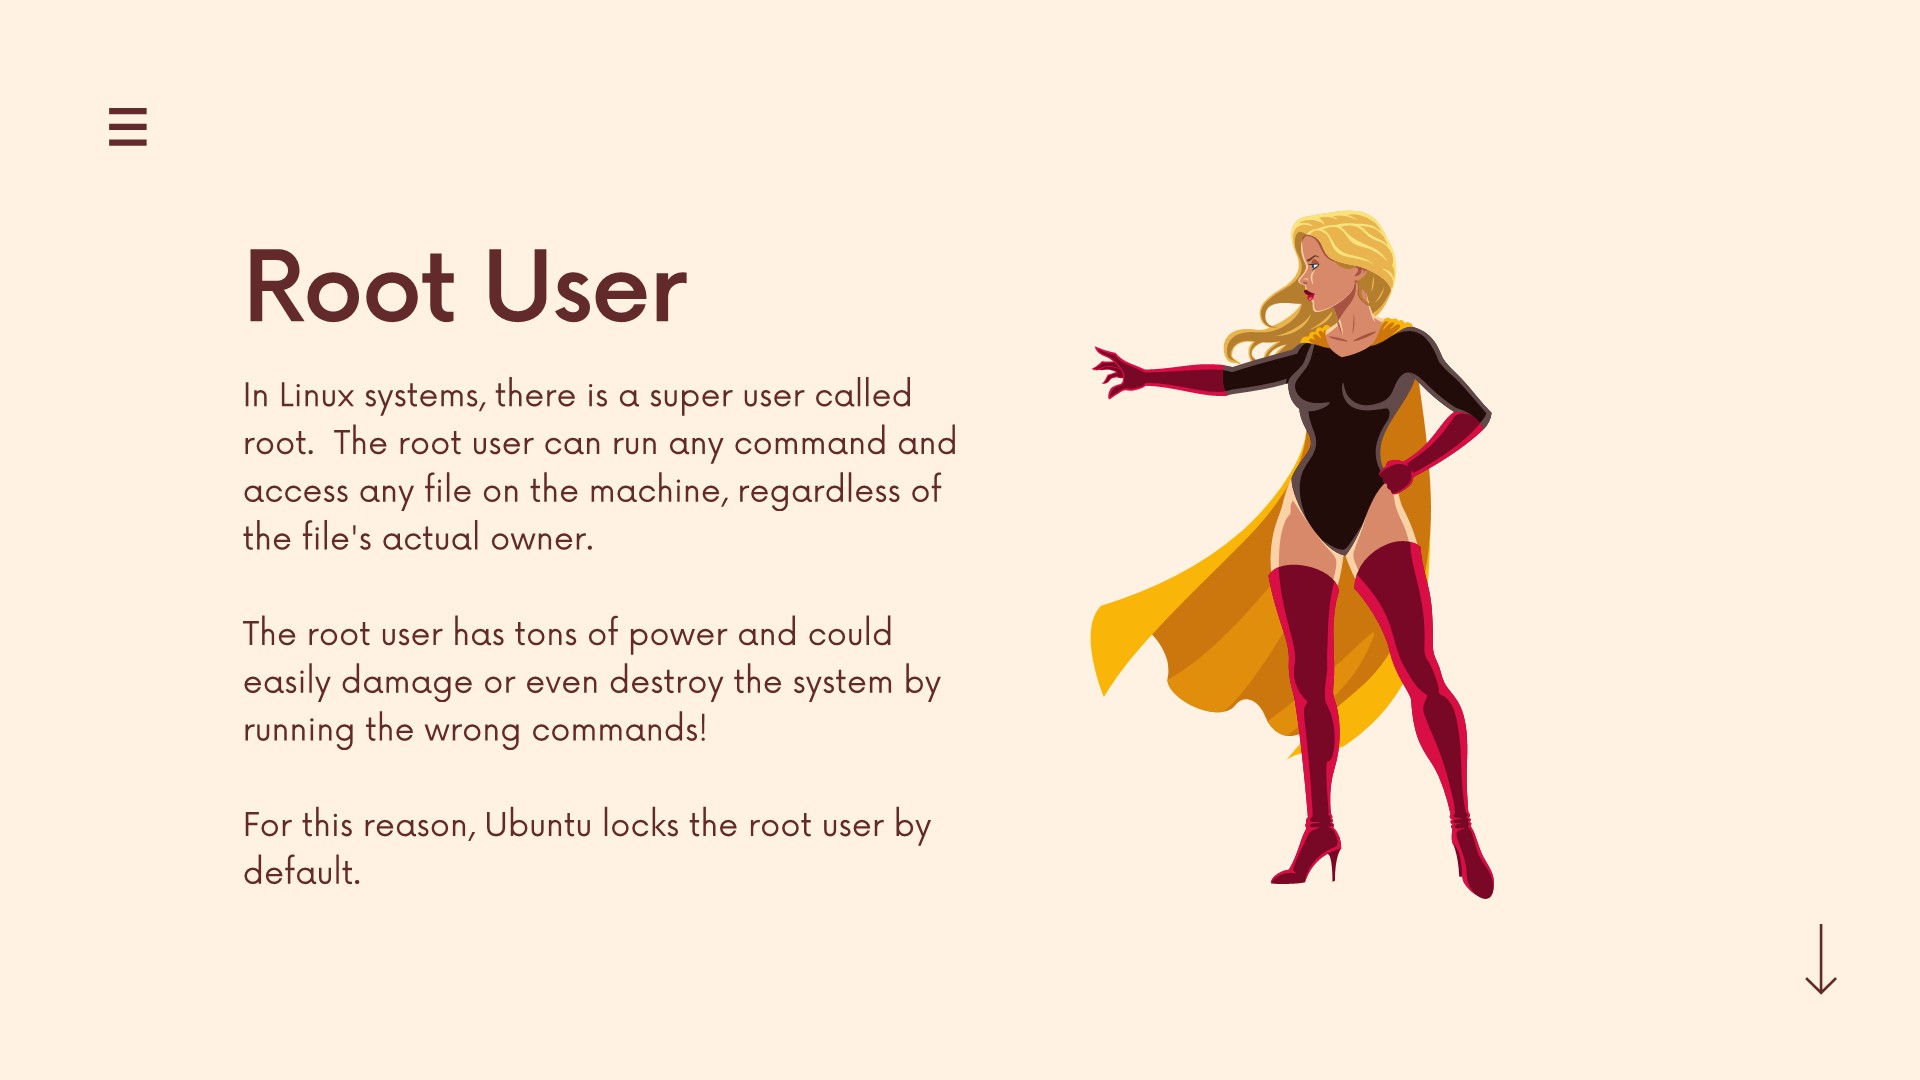 Root User
In Linux systems, there is a super user called
root.  The root user can run any command and
access any file on the machine, regardless of
the file's actual owner.
The root user has tons of power and could
easily damage or even destroy the system by
running the wrong commands!
For this reason, Ubuntu locks the root user by
default.